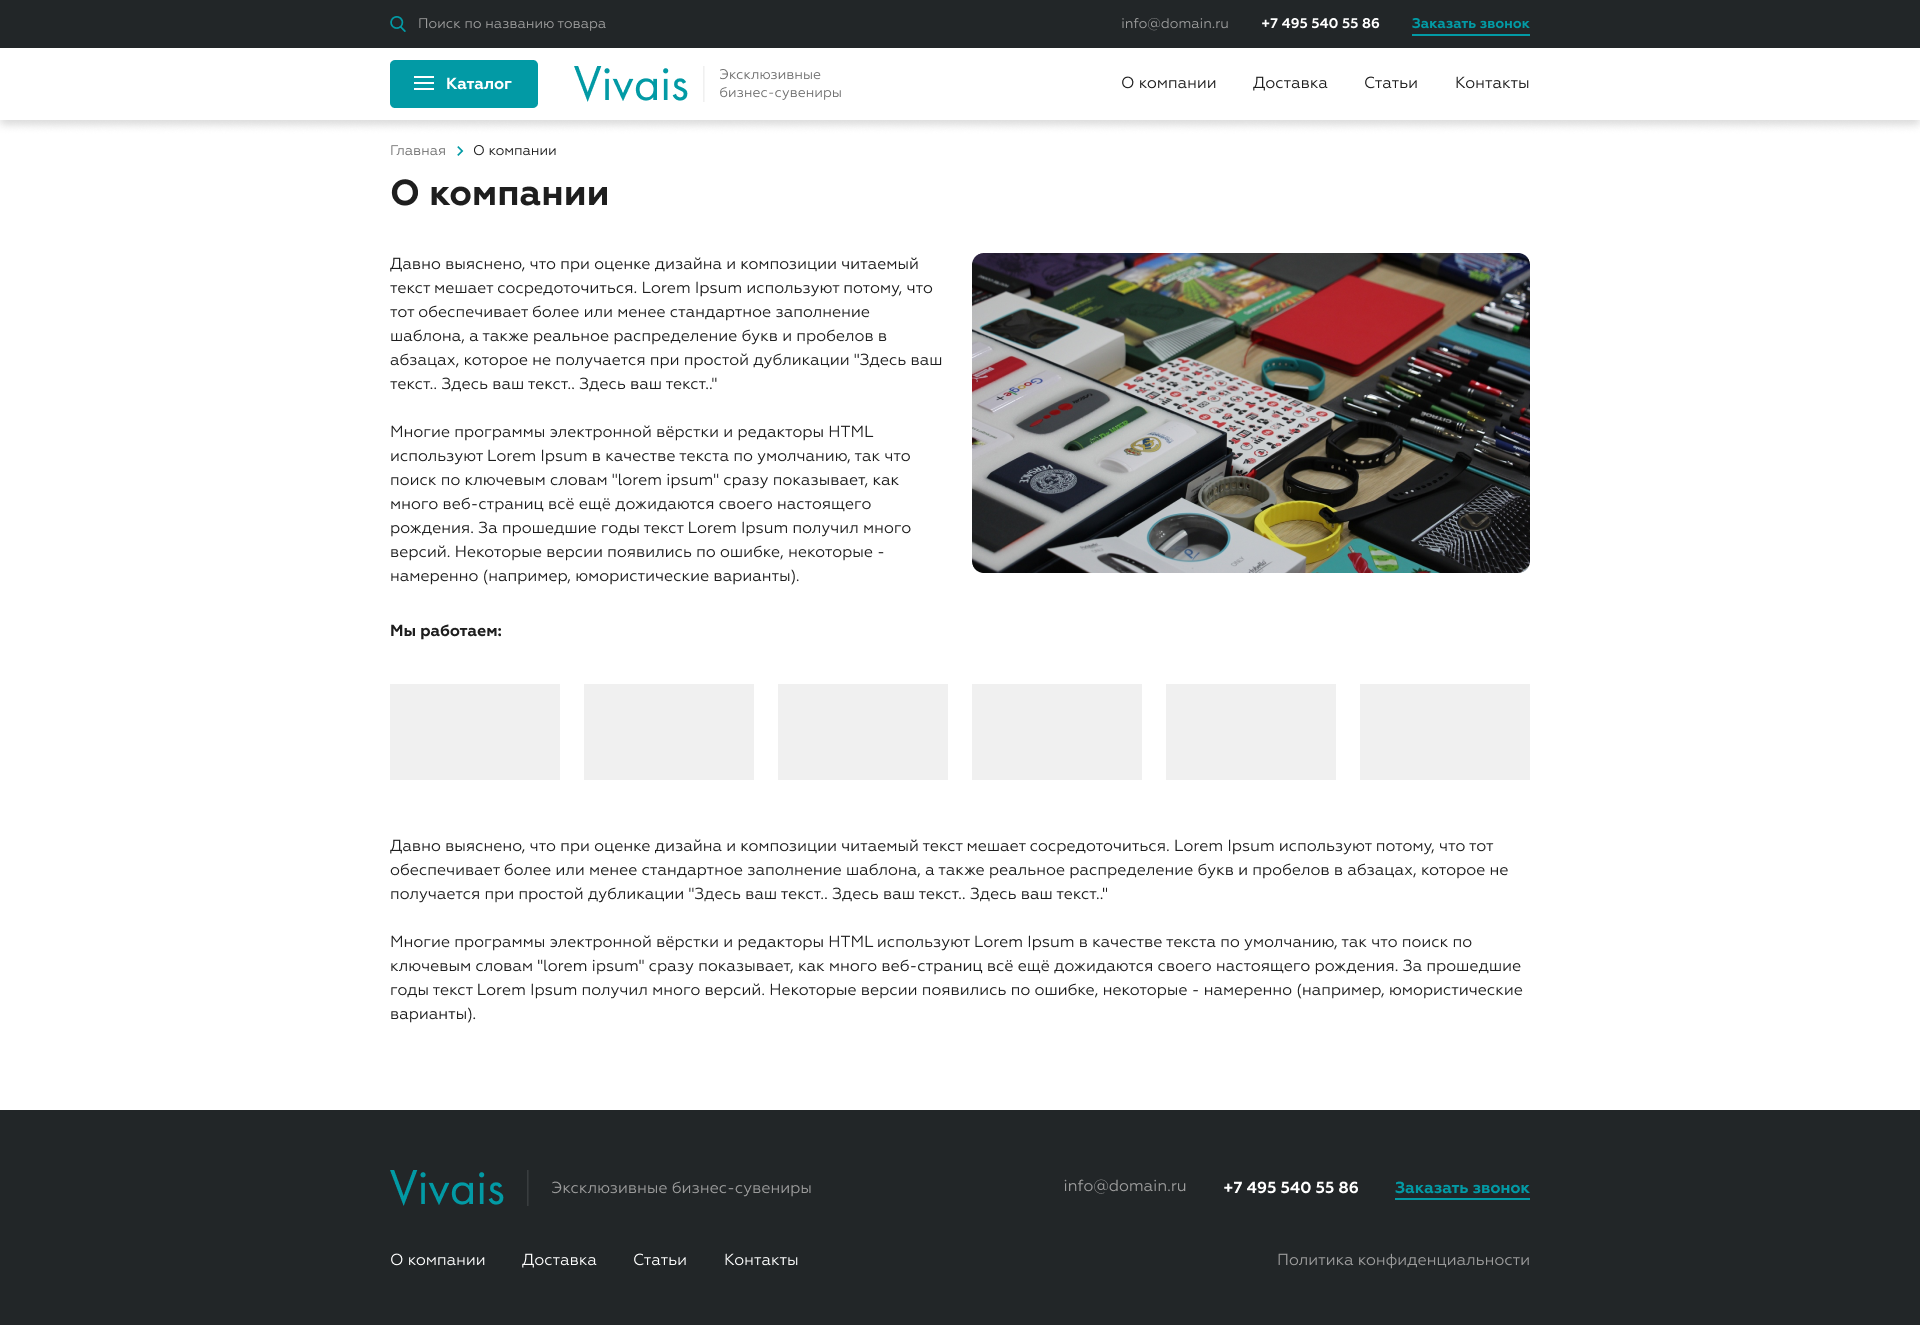 Поиск по названию товара
info@domain.ru
+7 495 540 55 86
Заказать звонок
Каталог
Vivais
Эксклюзивные
бизнес-сувениры
О компании
Доставка
Статьи
Контакты
Главная
О компании
О компании
Давно выяснено, что при оценке дизайна и композиции читаемый
текст мешает сосредоточиться. Lorem Ipsum используют потому, что
тот обеспечивает более или менее стандартное заполнение
шаблона, а также реальное распределение букв и пробелов в
абзацах, которое не получается при простой дубликации "Здесь ваш
текст.. Здесь ваш текст.. Здесь ваш текст.."
Многие программы электронной вёрстки и редакторы HTML
используют Lorem Ipsum в качестве текста по умолчанию, так что
поиск по ключевым словам "lorem ipsum" сразу показывает, как
много веб-страниц всё ещё дожидаются своего настоящего
рождения. За прошедшие годы текст Lorem Ipsum получил много
версий. Некоторые версии появились по ошибке, некоторые -
намеренно (например, юмористические варианты).
Google+
VERSACE
Мы работаем:
Давно выяснено, что при оценке дизайна и композиции читаемый текст мешает сосредоточиться. Lorem Ipsum используют потому, что тот
обеспечивает более или менее стандартное заполнение шаблона, а также реальное распределение букв и пробелов в абзацах, которое не
получается при простой дубликации "Здесь ваш текст.. Здесь ваш текст.. Здесь ваш текст.."
Многие программы электронной вёрстки и редакторы HTML используют Lorem Ipsum в качестве текста по умолчанию, так что поиск по
ключевым словам "lorem ipsum" сразу показывает, как много веб-страниц всё ещё дожидаются своего настоящего рождения. За прошедшие
годы текст Lorem Ipsum получил много версий. Некоторые версии появились по ошибке, некоторые - намеренно (например, юмористические
варианты).
Vivais
Эксклюзивные бизнес-сувениры
info@domain.ru
+7 495 540 55 86
Заказать звонок
О компании
Доставка
Статьи
Контакты
Политика конфиденциальности